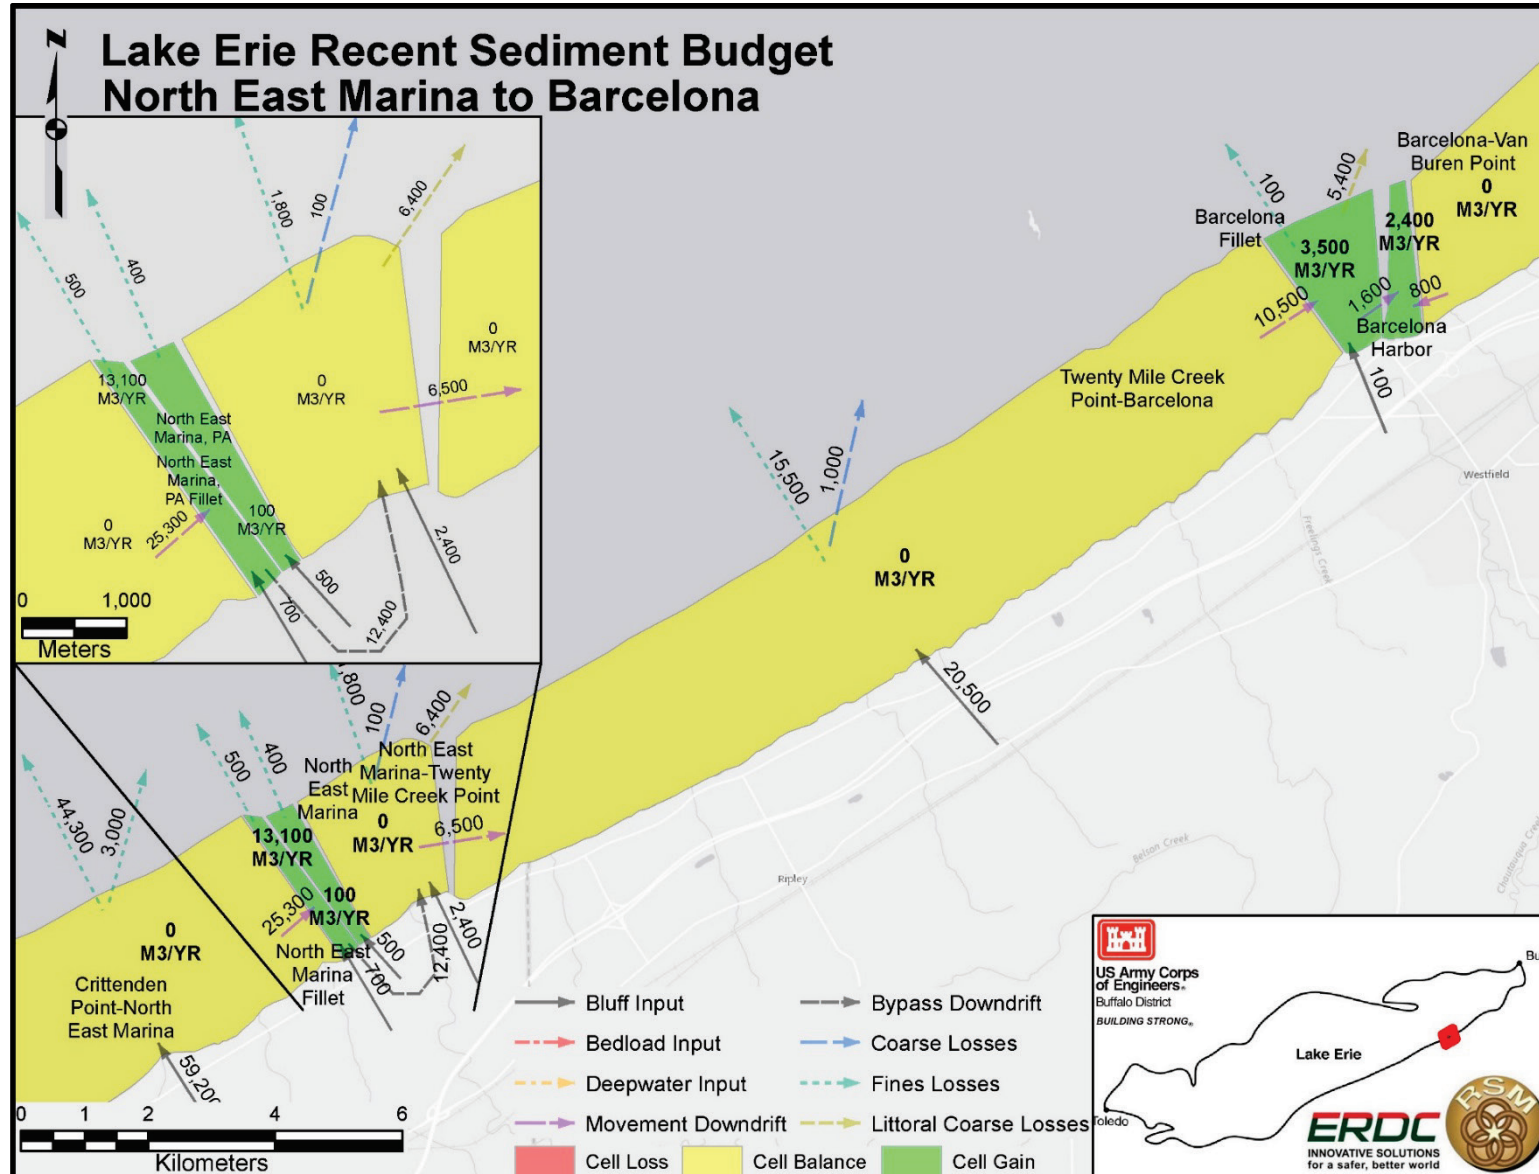 Lake Erie Recent Sediment Budget
North East Marina to Barcelona
N
1,800
100
6,400
500
400
13,100
M3/YR
North East
Marina, PA
North East
Marina,
PA Fillet
0
M3/YR
0
M3/YR
6,500
0
M3/YR
25,300
100
M3/YR
700
500
12,400
2,400
0 1,000
Meters
Barcelona-Van
Buren Point
0
M3/YR
100
5,400
Barcelona
Fillet
3,500
M3/YR
2,400
M3/YR
10,500
1,600
800
Barcelona
Harbor
100
Twenty Mile Creek
Point-Barcelona
15,500
1,000
0
M3/YR
20,500
Westfield
Freelings Creek
Chautauqua Creek
Belson Creek
Ripley
,800
100
6,400
500
400
44,300
3,000
North
East
Marina
North East
Marina-Twenty
Mile Creek Point
0
M3/YR
6,500
13,100
M3/YR
100
M3/YR
25,300
0
M3/YR
Crittenden
Point-North
East Marina
North East
Marina
Fillet
700
500
12,400
2,400
59,200
0 1 2 4 6
Kilometers
Bluff Input
Bedload Input
Deepwater Input
Movement Downdrift
Bypass Downdrift
Coarse Losses
Fines Losses
Littoral Coarse Losses
Cell Loss
Cell Balance
Cell Gain
US Army Corps
of Engineers®
Buffalo District
BUILDING STRONG®
Bu
Lake Erie
Toledo
ERDC
INNOVATIVE SOLUTIONS
for a safer, better world
RSM